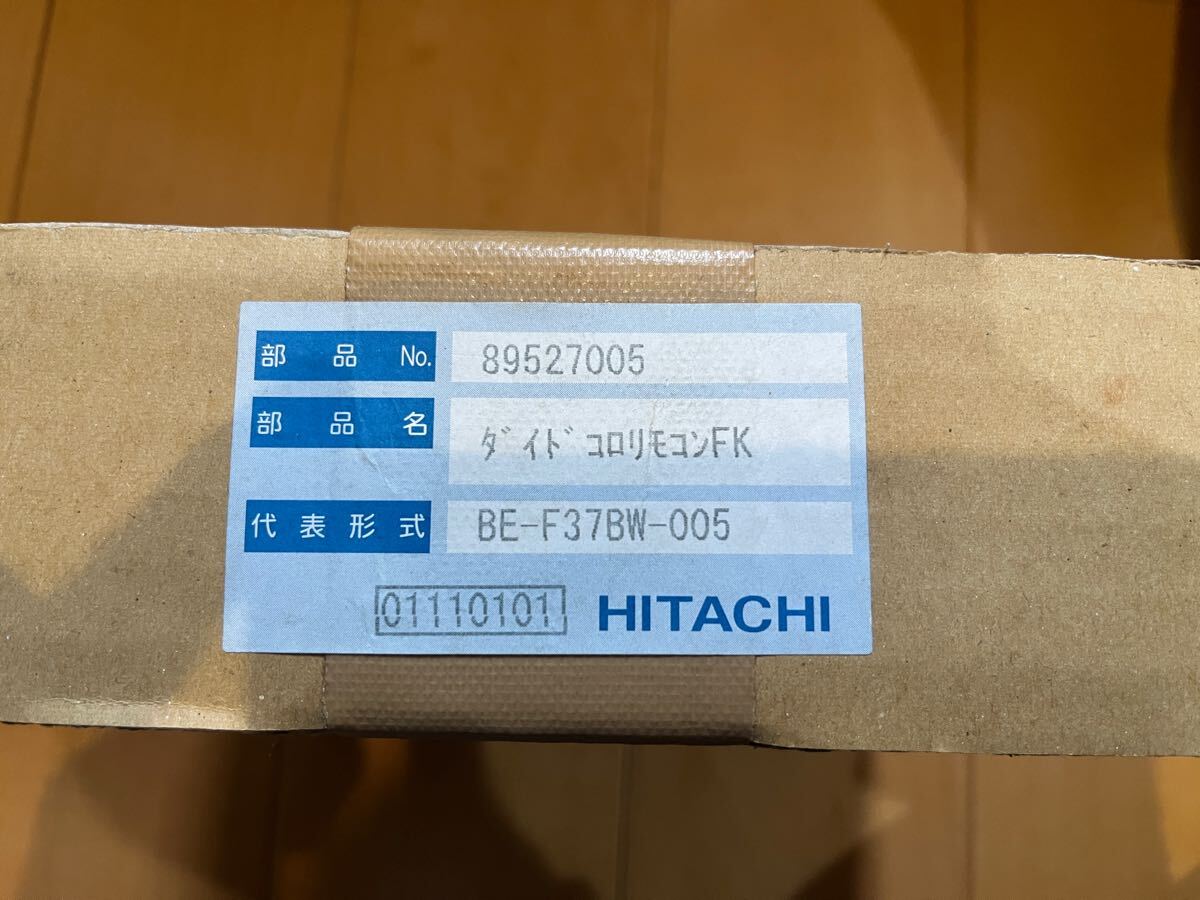 部品No. 89527005
部品名 ﾀﾞｲﾄﾞｺﾛﾘﾓｺﾝFK
代表形式 BE-F37BW-005
01110101 HITACHI